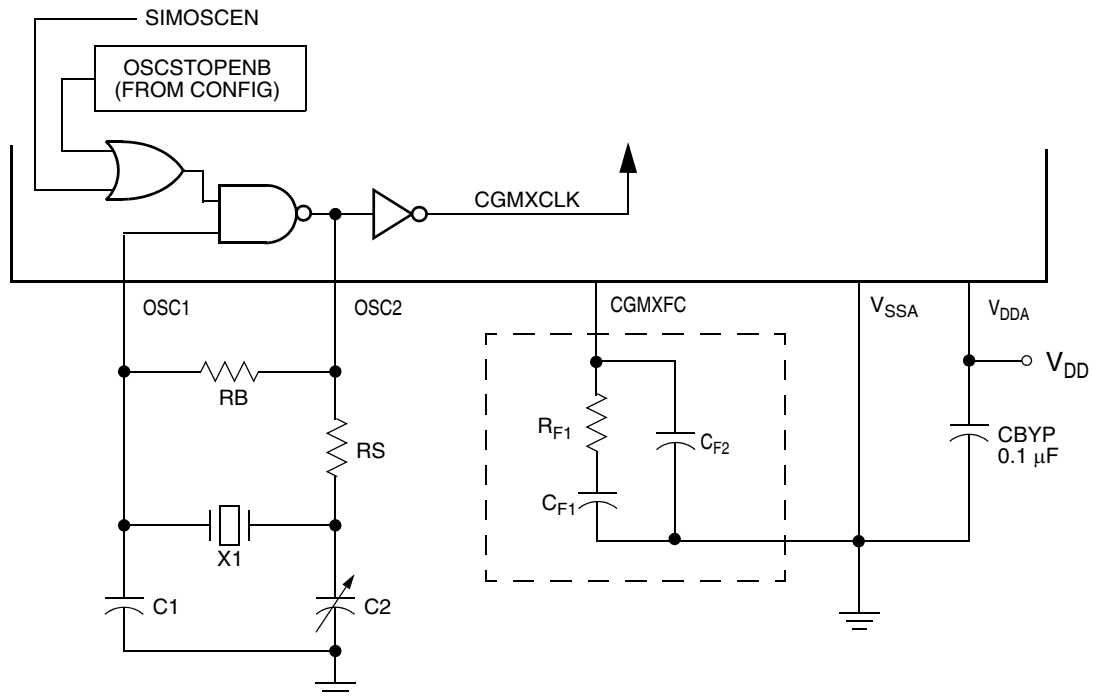 SIMOSCEN
OSCSTOPENB
(FROM CONFIG)
CGMXCLK
OSC1
OSC2
CGMXFC
VSSA
VDDA
VDD
RB
RS
RF1
CF2
CBYP
0.1 μF
CF1
X1
C1
C2